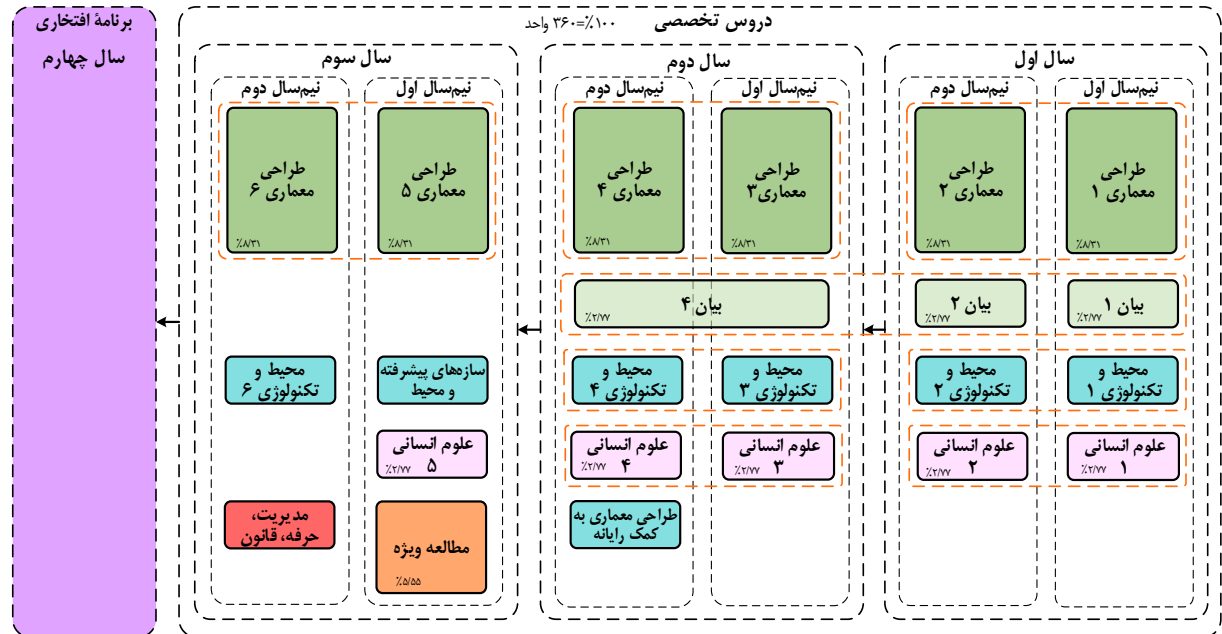 دروس تخصصی
۱۰۰٪=۳۶۰ واحد
برنامهٔ افتخاری
سال چهارم
سال اول
نیم‌سال اول
طراحی
معماری ۱
٪۸/۳۱
بیان ۱
٪۲/۷۷
محیط و
تکنولوژی ۱
علوم انسانی
۱
٪۲/۷۷
نیم‌سال دوم
طراحی
معماری ۲
٪۸/۳۱
بیان ۲
٪۲/۷۷
محیط و
تکنولوژی ۲
علوم انسانی
۲
٪۲/۷۷
سال دوم
نیم‌سال اول
طراحی
معماری۳
٪۸/۳۱
محیط و
تکنولوژی ۳
علوم انسانی
۳
٪۲/۷۷
نیم‌سال دوم
طراحی
معماری ۴
٪۸/۳۱
بیان ۴
٪۲/۷۷
محیط و
تکنولوژی ۴
علوم انسانی
۴
٪۲/۷۷
طراحی معماری به
کمک رایانه
سال سوم
نیم‌سال اول
طراحی
معماری ۵
٪۸/۳۱
سازه‌های پیشرفته
و محیط
علوم انسانی
۵
٪۲/۷۷
مطالعه ویژه
٪۵/۵۵
نیم‌سال دوم
طراحی
معماری ۶
٪۸/۳۱
محیط و
تکنولوژی ۶
مدیریت،
حرفه، قانون